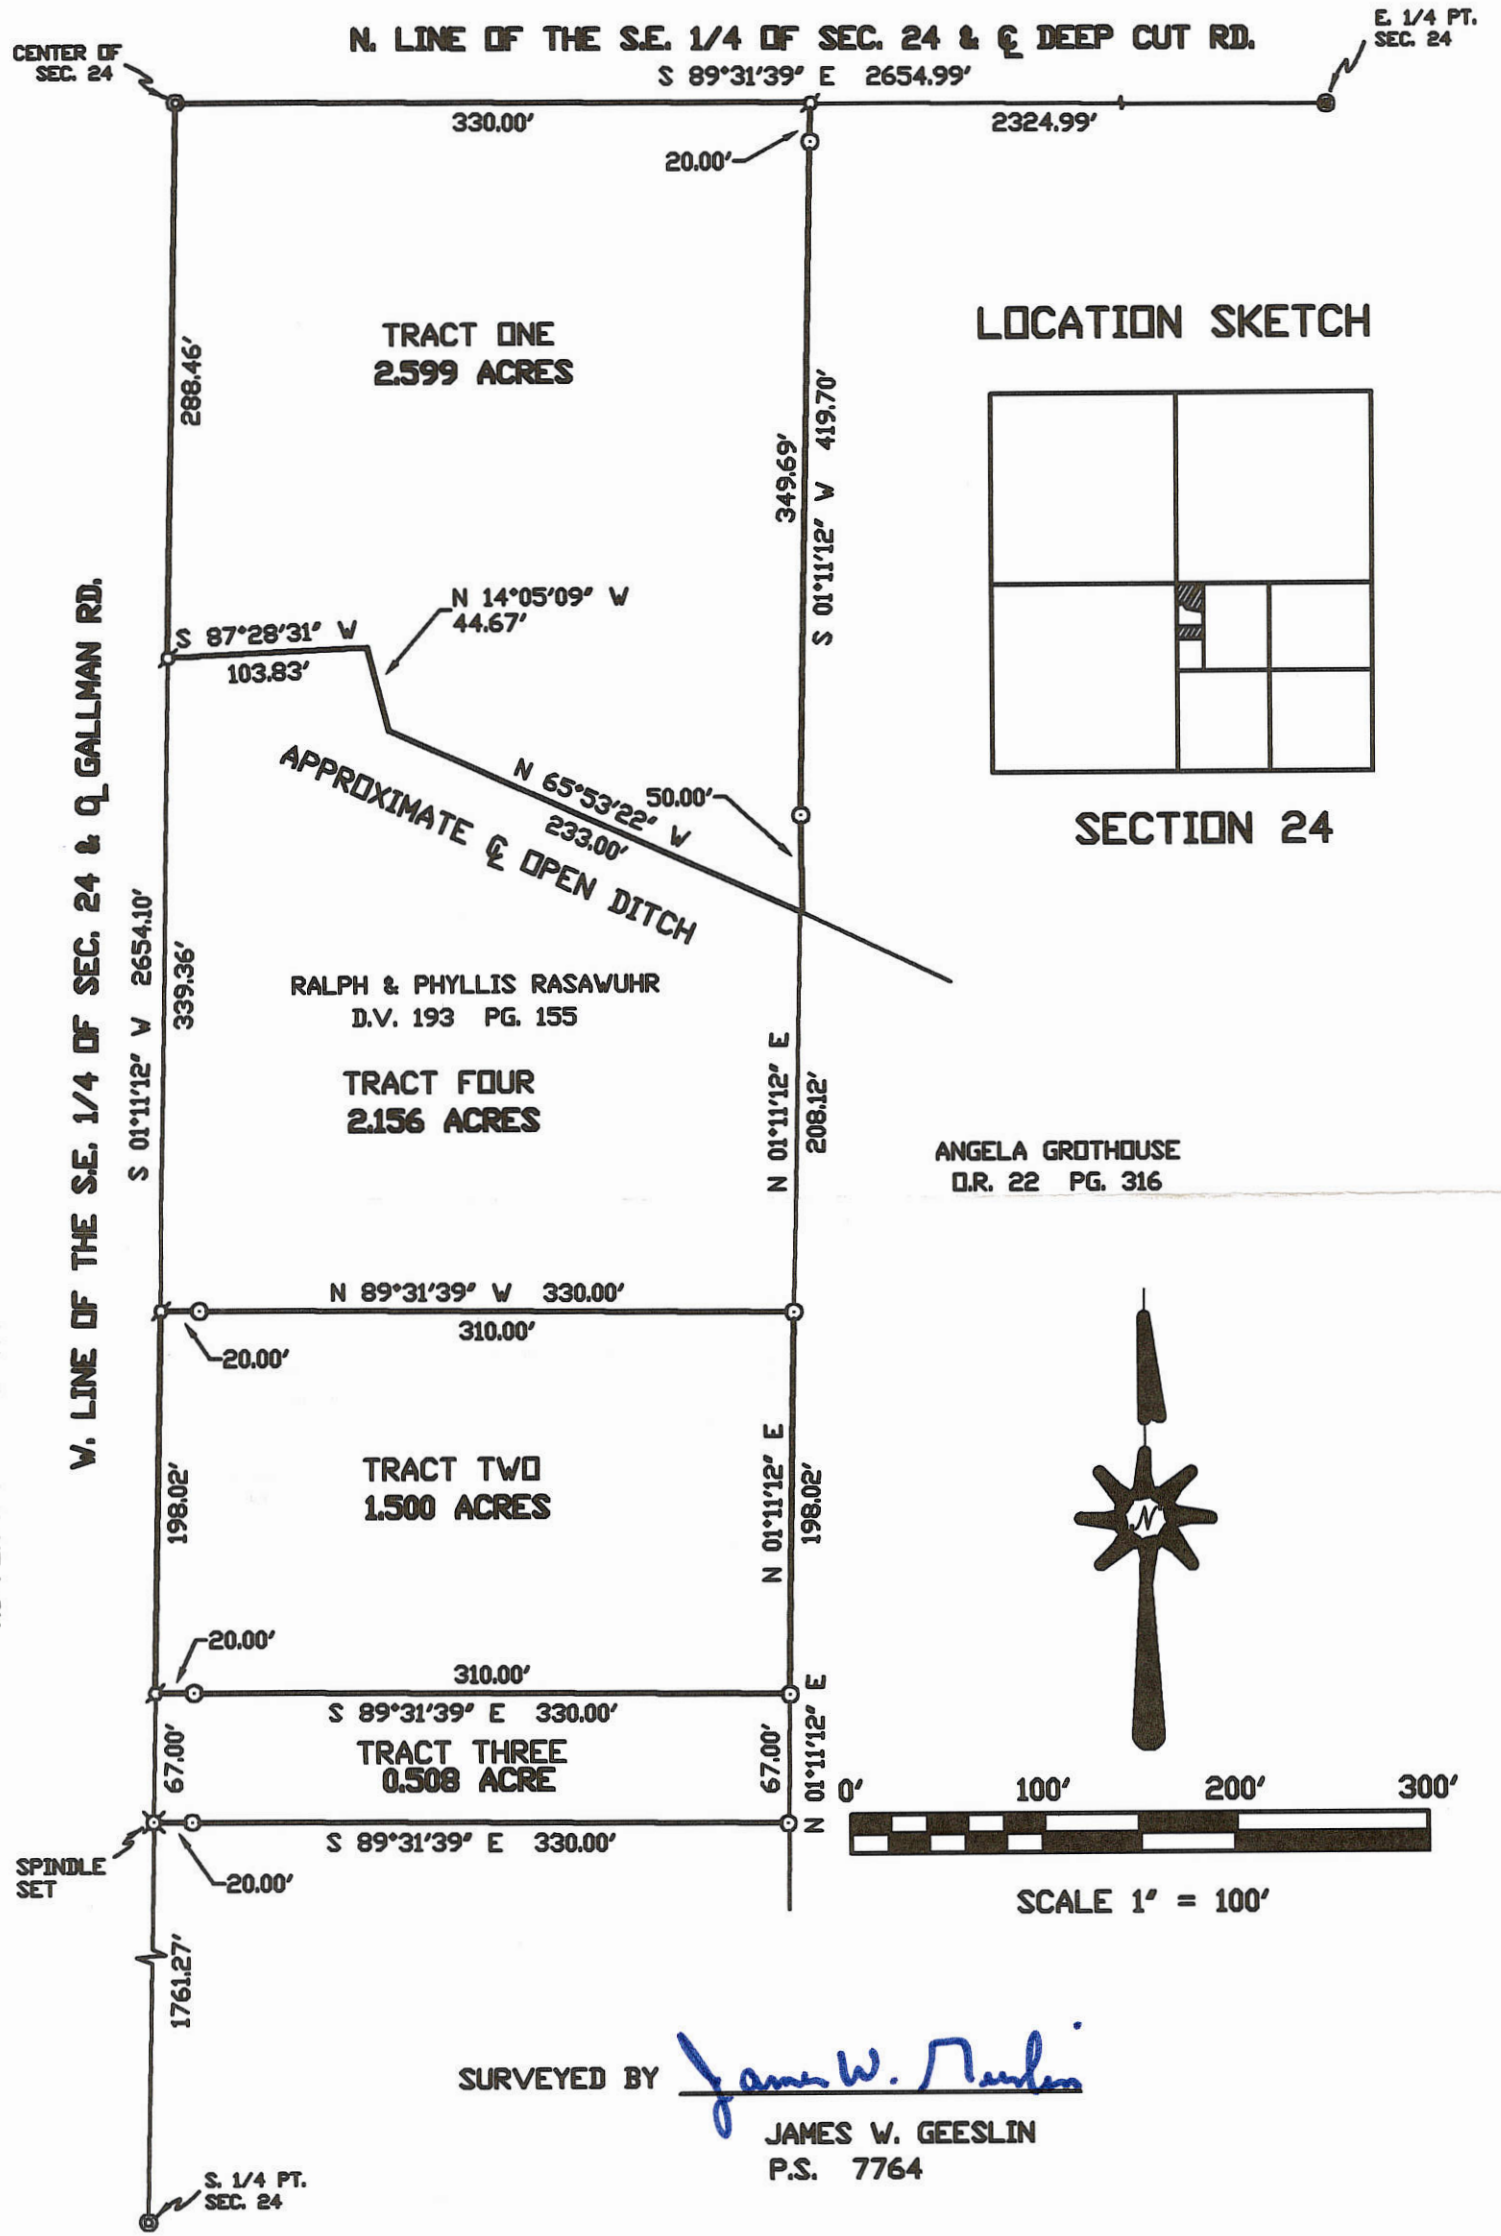 N. LINE OF THE S.E. 1/4 OF SEC. 24 & ℄ DEEP CUT RD.
S 89°31'39" E 2654.99'
CENTER OF
SEC. 24
E. 1/4 PT.
SEC. 24
330.00'
2324.99'
20.00'
TRACT ONE
2.599 ACRES
288.46'
349.69'
S 01°11'12" W 419.70'
LOCATION SKETCH
SECTION 24
N 14°05'09" W
44.67'
S 87°28'31" W
103.83'
N 65°53'22" W
233.00'
50.00'
APPROXIMATE ℄ OPEN DITCH
W. LINE OF THE S.E. 1/4 OF SEC. 24 & ℄ GALLMAN RD.
S 01°11'12" W 2654.10'
339.36'
RALPH & PHYLLIS RASAWUHR
D.V. 193 PG. 155
TRACT FOUR
2.156 ACRES
N 01°11'12" E
208.12'
ANGELA GROTHOUSE
O.R. 22 PG. 316
N 89°31'39" W 330.00'
310.00'
20.00'
TRACT TWO
1.500 ACRES
198.02'
N 01°11'12" E
198.02'
N
20.00'
310.00'
S 89°31'39" E 330.00'
TRACT THREE
0.508 ACRE
67.00'
67.00'
N 01°11'12" E
S 89°31'39" E 330.00'
20.00'
SPINDLE
SET
0' 100' 200' 300'
SCALE 1" = 100'
1761.27'
SURVEYED BY James W. Geeslin
JAMES W. GEESLIN
P.S. 7764
S. 1/4 PT.
SEC. 24